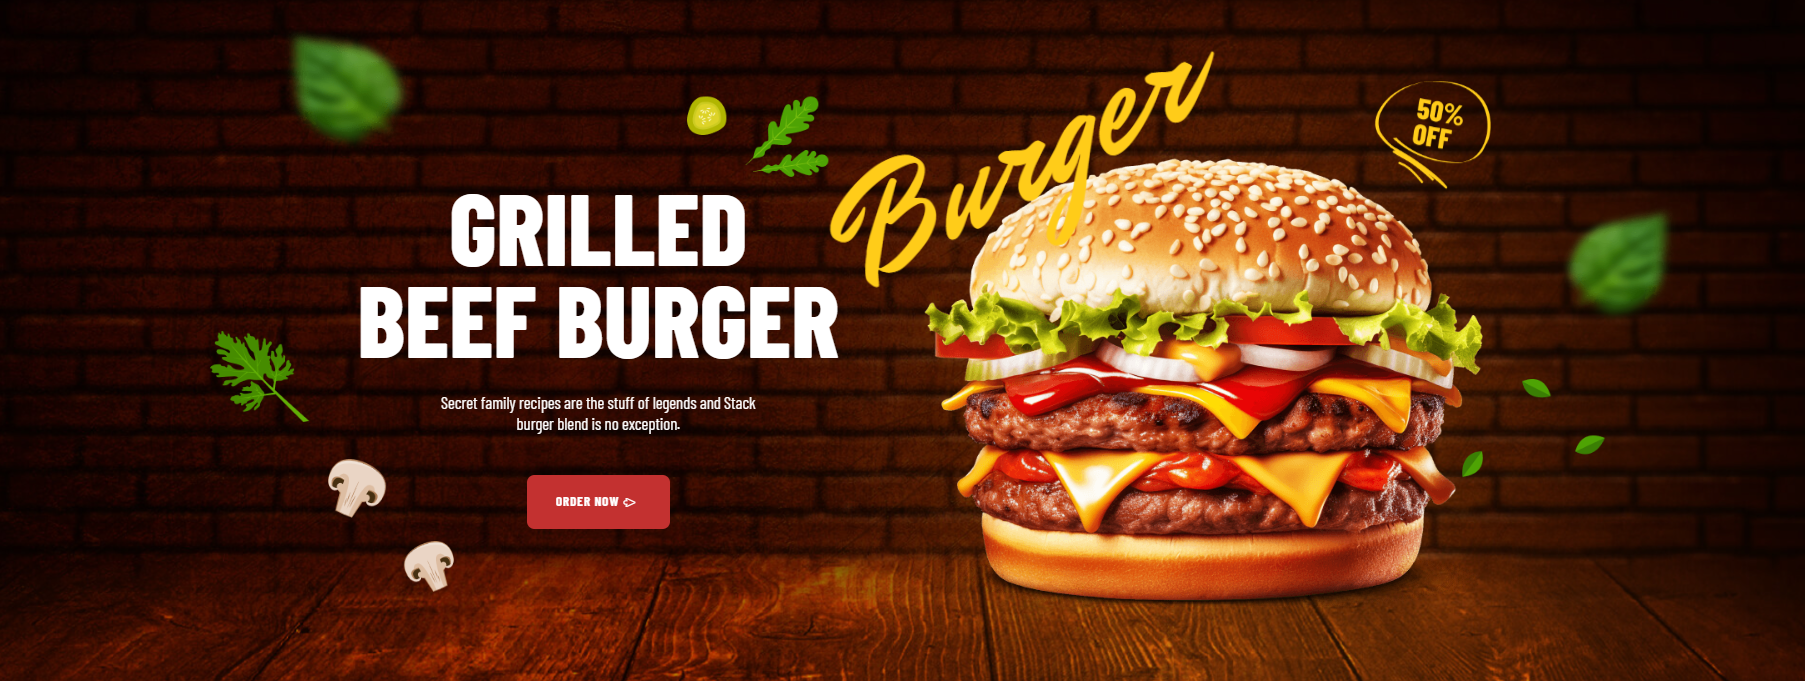 Burger
50%
OFF
GRILLED
BEEF BURGER
Secret family recipes are the stuff of legends and Stack
burger blend is no exception.
ORDER NOW